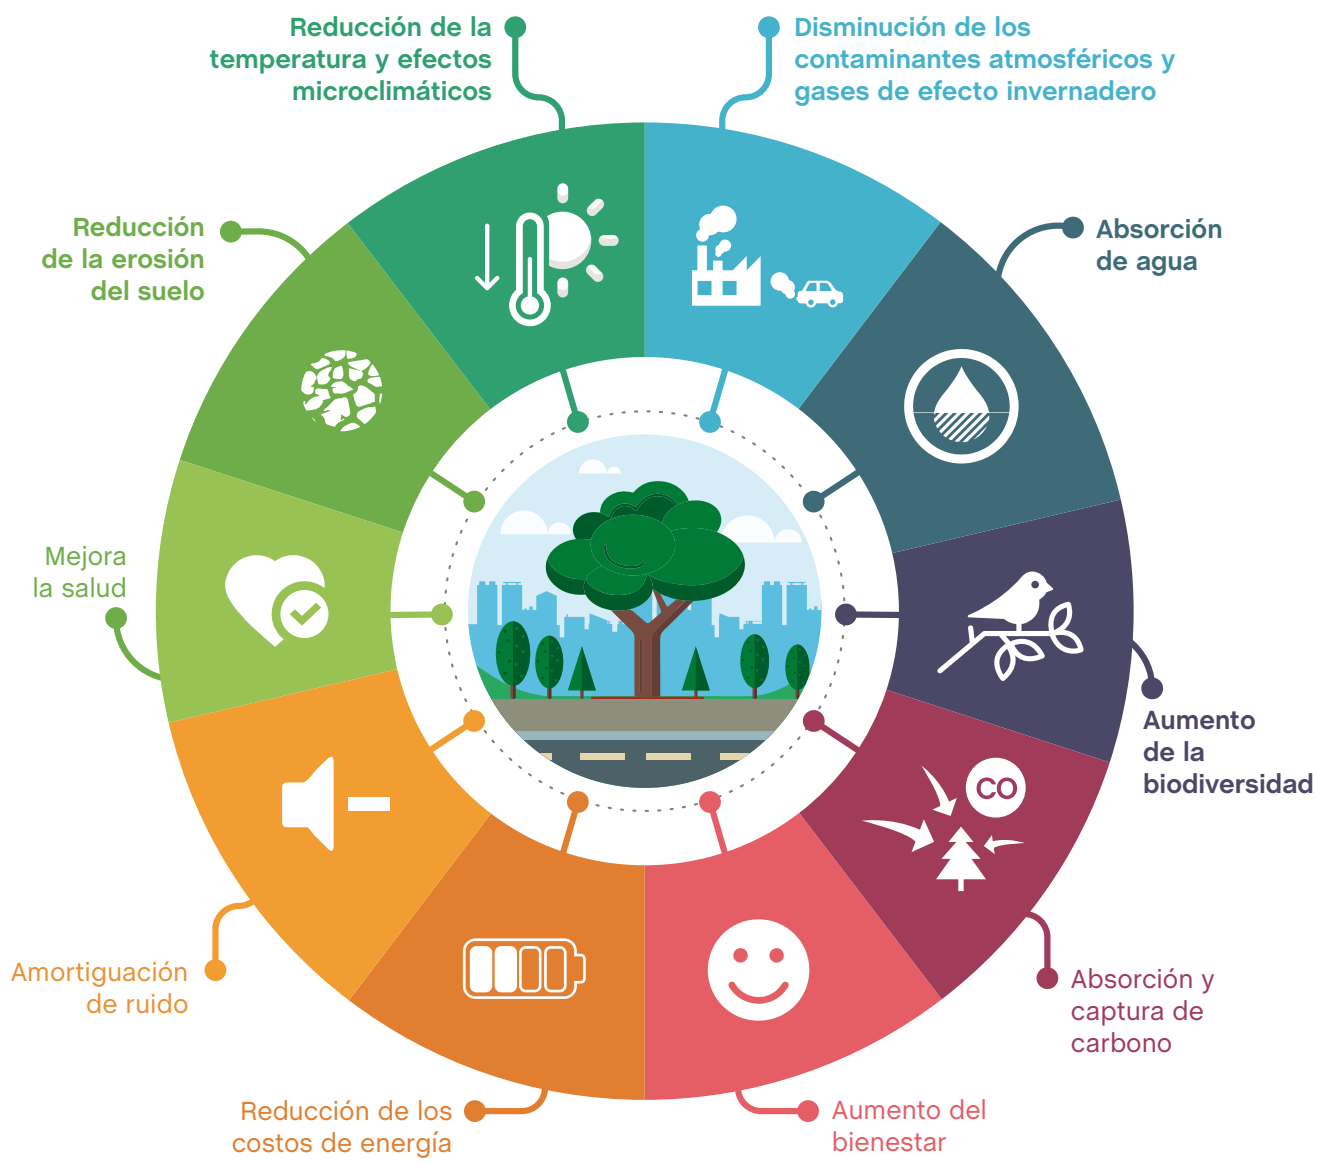 Reducción de la
temperatura y efectos
microclimáticos
Disminución de los
contaminantes atmosféricos y
gases de efecto invernadero
Absorción
de agua
Aumento
de la
biodiversidad
CO
Absorción y
captura de
carbono
Aumento del
bienestar
Reducción de los
costos de energía
Amortiguación
de ruido
Mejora
la salud
Reducción
de la erosión
del suelo